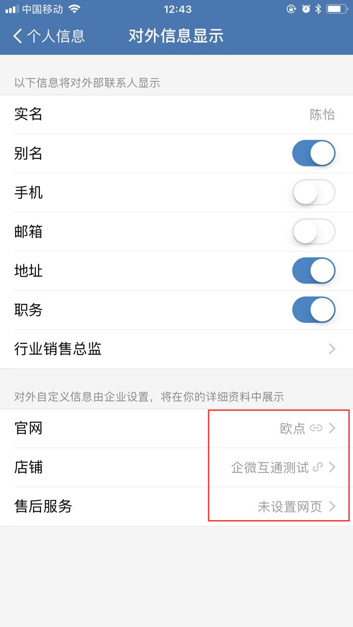 中国移动 12:43
个人信息 对外信息显示
以下信息将对外部联系人显示
实名 陈怡
别名
手机
邮箱
地址
职务
行业销售总监
对外自定义信息由企业设置，将在你的详细资料中展示
官网 欧点
店铺 企微互通测试
售后服务 未设置网页